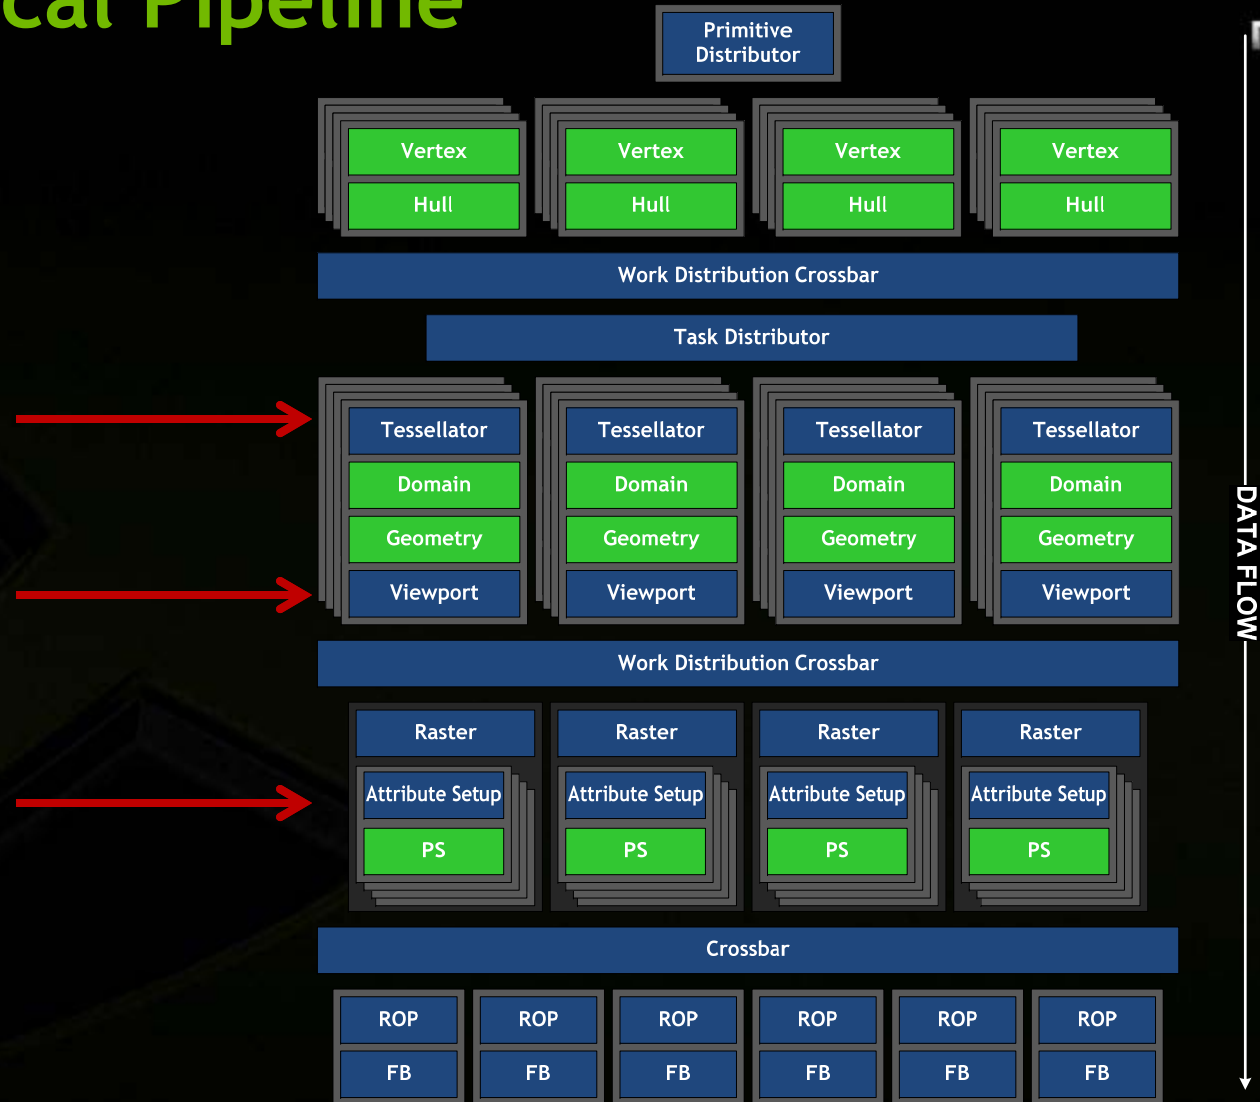 cal Pipeline
Primitive
Distributor
Vertex Vertex Vertex Vertex
Hull Hull Hull Hull
Work Distribution Crossbar
Task Distributor
Tessellator Tessellator Tessellator Tessellator
Domain Domain Domain Domain
Geometry Geometry Geometry Geometry
Viewport Viewport Viewport Viewport
Work Distribution Crossbar
Raster Raster Raster Raster
Attribute Setup Attribute Setup Attribute Setup Attribute Setup
PS PS PS PS
Crossbar
ROP ROP ROP ROP ROP ROP
FB FB FB FB FB FB
DATA FLOW